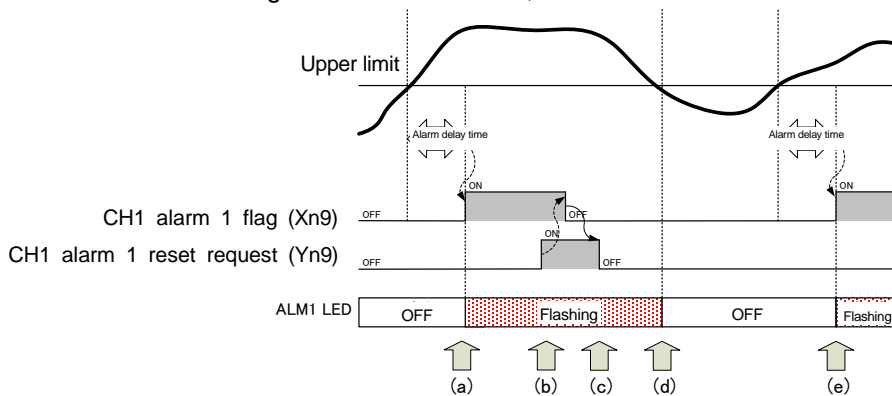 Upper limit
Alarm delay time
Alarm delay time
ON
ON
CH1 alarm 1 flag (Xn9)
OFF
OFF
ON
CH1 alarm 1 reset request (Yn9)
OFF
OFF
ALM1 LED
OFF
Flashing
OFF
Flashing
(a)
(b)
(c)
(d)
(e)